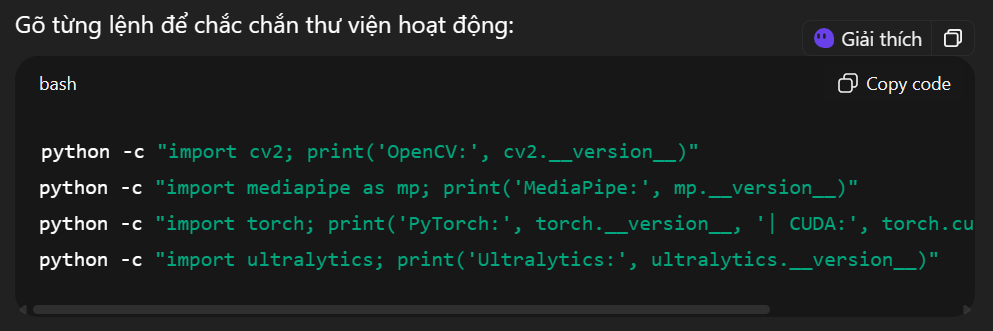 Gõ từng lệnh để chắc chắn thư viện hoạt động:
Giải thích
bash
Copy code
python -c "import cv2; print('OpenCV:', cv2.__version__)"
python -c "import mediapipe as mp; print('MediaPipe:', mp.__version__)"
python -c "import torch; print('PyTorch:', torch.__version__, '| CUDA:', torch.cu
python -c "import ultralytics; print('Ultralytics:', ultralytics.__version__)"